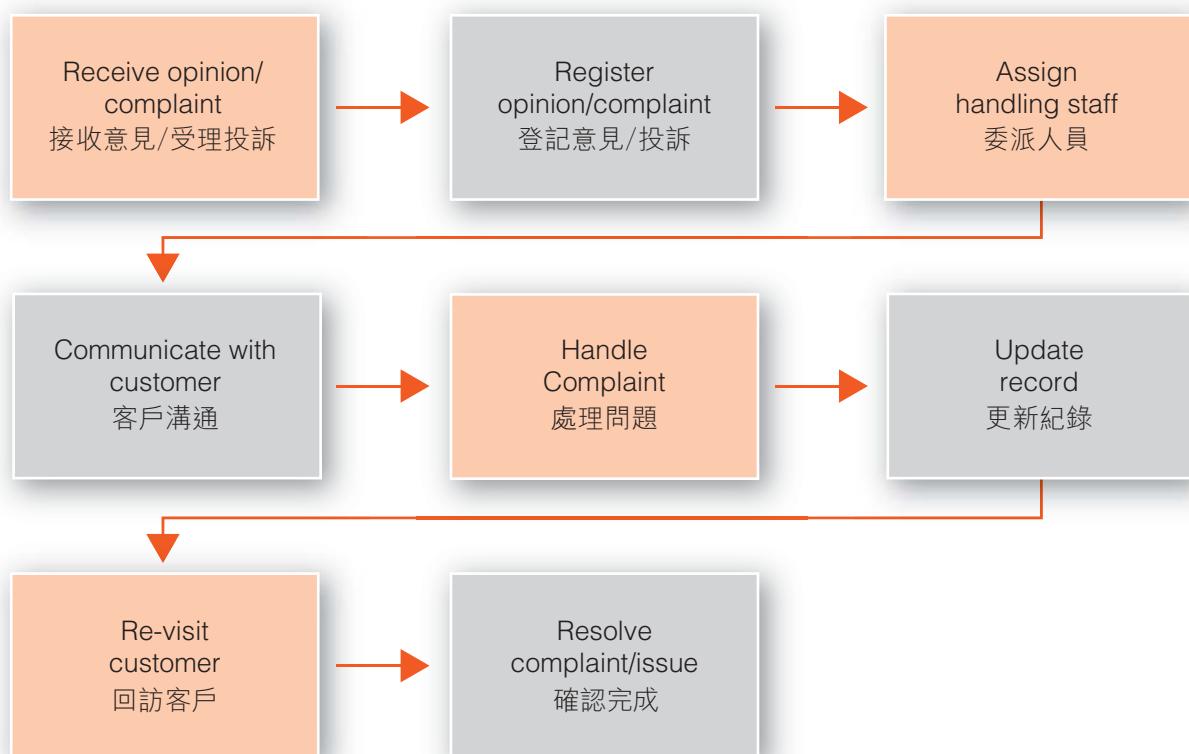 Receive opinion/
complaint
接收意見/受理投訴
Register
opinion/complaint
登記意見/投訴
Assign
handling staff
委派人員
Communicate with
customer
客戶溝通
Handle
Complaint
處理問題
Update
record
更新紀錄
Re-visit
customer
回訪客戶
Resolve
complaint/issue
確認完成